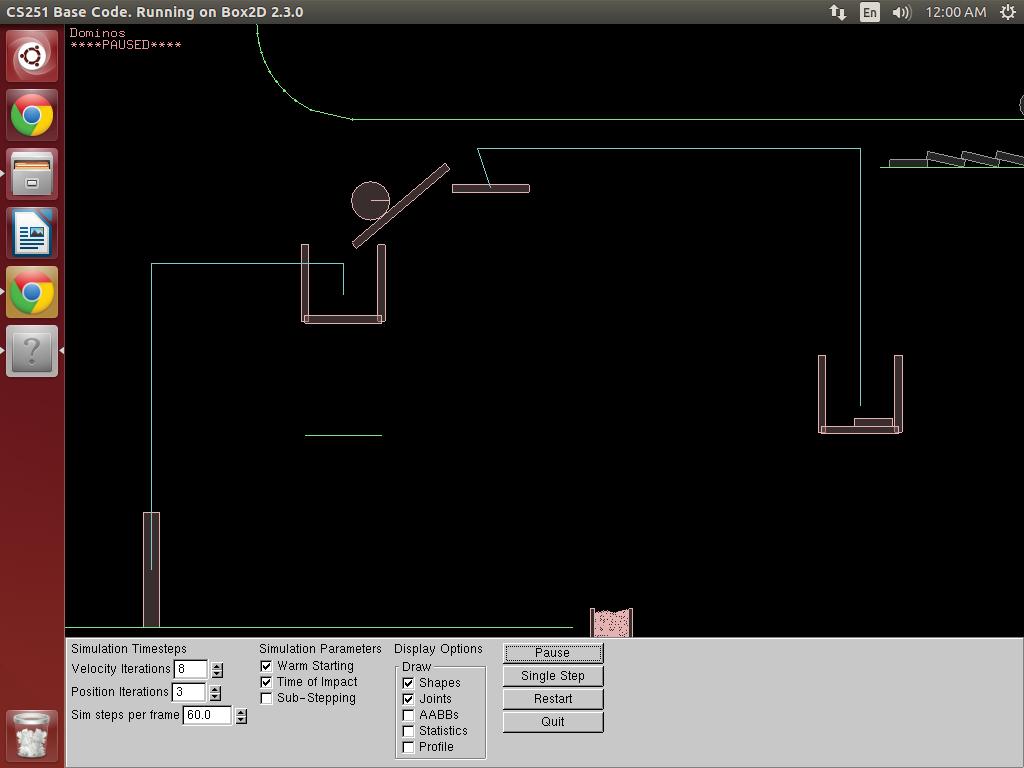 CS251 Base Code. Running on Box2D 2.3.0
En
12:00 AM
Dominos
****PAUSED****
?
Simulation Timesteps
Velocity Iterations 8
Position Iterations 3
Sim steps per frame 60.0
Simulation Parameters
Warm Starting
Time of Impact
Sub-Stepping
Display Options
Draw
Shapes
Joints
AABBs
Statistics
Profile
Pause
Single Step
Restart
Quit